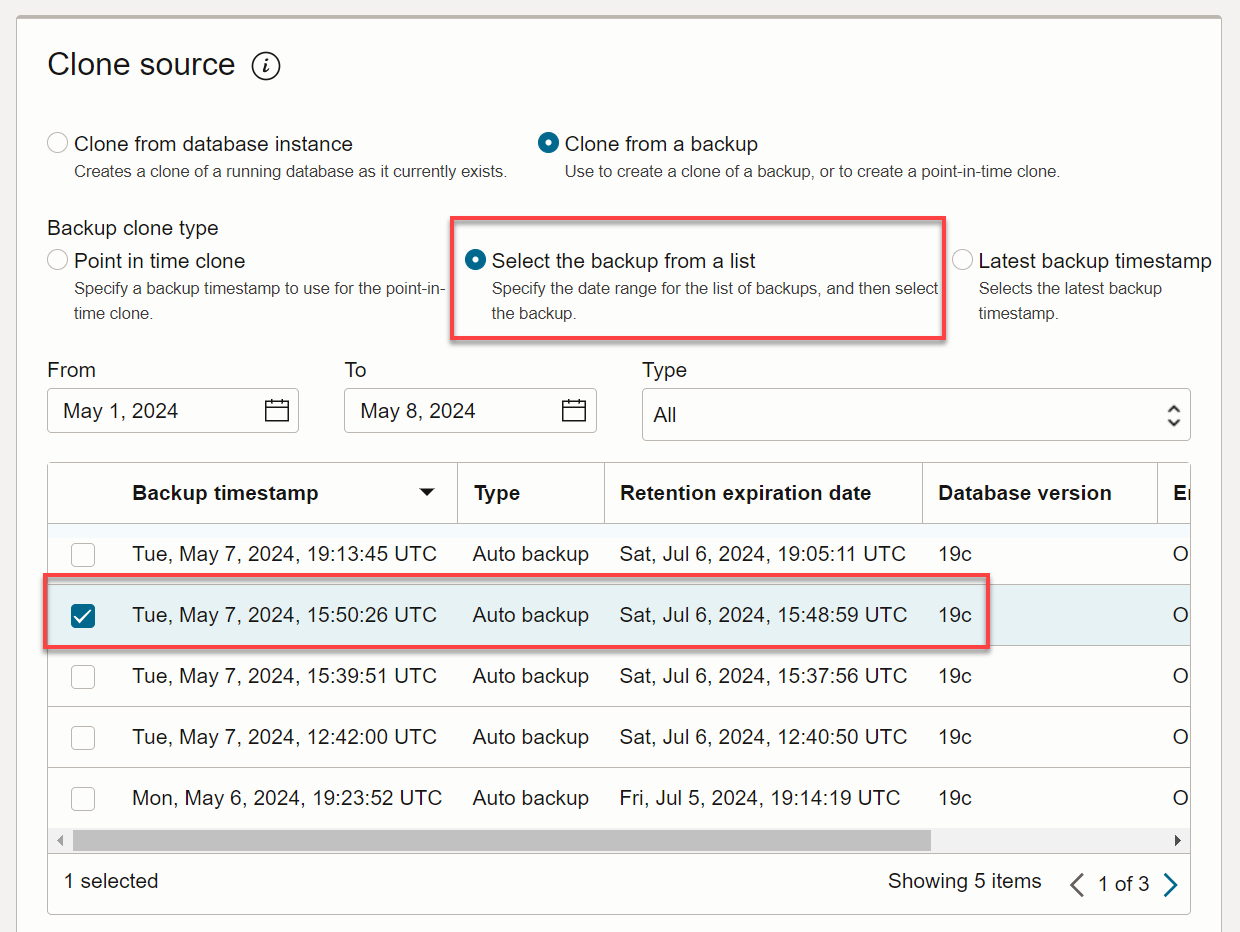 Clone source i
Clone from database instance
Creates a clone of a running database as it currently exists.
Clone from a backup
Use to create a clone of a backup, or to create a point-in-time clone.
Backup clone type
Point in time clone
Specify a backup timestamp to use for the point-in-
time clone.
Select the backup from a list
Specify the date range for the list of backups, and then select
the backup.
Latest backup timestamp
Selects the latest backup
timestamp.
From To Type
May 1, 2024 May 8, 2024 All
Backup timestamp Type Retention expiration date Database version
Tue, May 7, 2024, 19:13:45 UTC Auto backup Sat, Jul 6, 2024, 19:05:11 UTC 19c
Tue, May 7, 2024, 15:50:26 UTC Auto backup Sat, Jul 6, 2024, 15:48:59 UTC 19c
Tue, May 7, 2024, 15:39:51 UTC Auto backup Sat, Jul 6, 2024, 15:37:56 UTC 19c
Tue, May 7, 2024, 12:42:00 UTC Auto backup Sat, Jul 6, 2024, 12:40:50 UTC 19c
Mon, May 6, 2024, 19:23:52 UTC Auto backup Fri, Jul 5, 2024, 19:14:19 UTC 19c
1 selected Showing 5 items 1 of 3